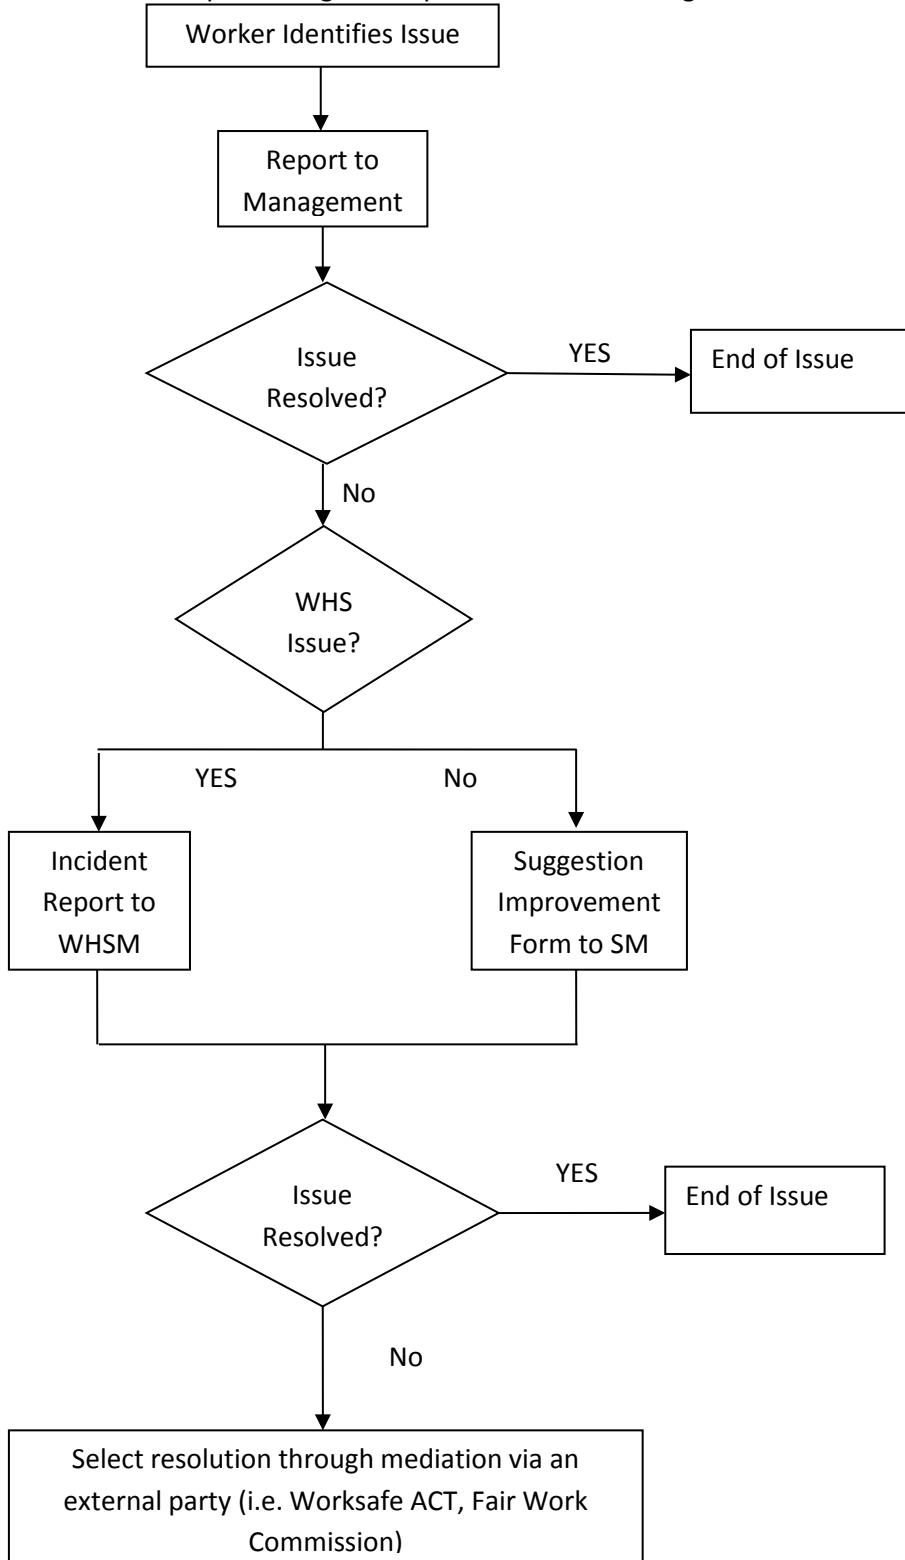 Worker Identifies Issue
Report to
Management
Issue
Resolved?
YES
End of Issue
No
WHS
Issue?
YES
No
Incident
Report to
WHSM
Suggestion
Improvement
Form to SM
Issue
Resolved?
YES
End of Issue
No
Select resolution through mediation via an
external party (i.e. Worksafe ACT, Fair Work
Commission)